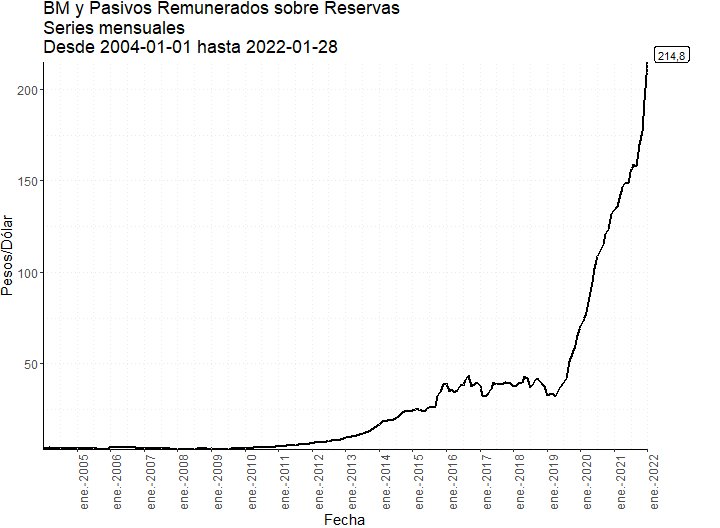 BM y Pasivos Remunerados sobre Reservas
Series mensuales
Desde 2004-01-01 hasta 2022-01-28
214,8
200
150
100
50
Pesos/Dólar
ene.-2005
ene.-2006
ene.-2007
ene.-2008
ene.-2009
ene.-2010
ene.-2011
ene.-2012
ene.-2013
ene.-2014
ene.-2015
ene.-2016
ene.-2017
ene.-2018
ene.-2019
ene.-2020
ene.-2021
ene.-2022
Fecha